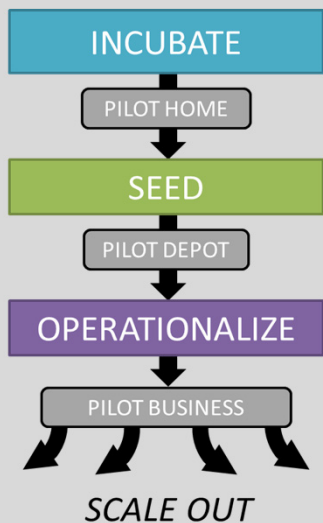 INCUBATE
PILOT HOME
SEED
PILOT DEPOT
OPERATIONALIZE
PILOT BUSINESS
SCALE OUT